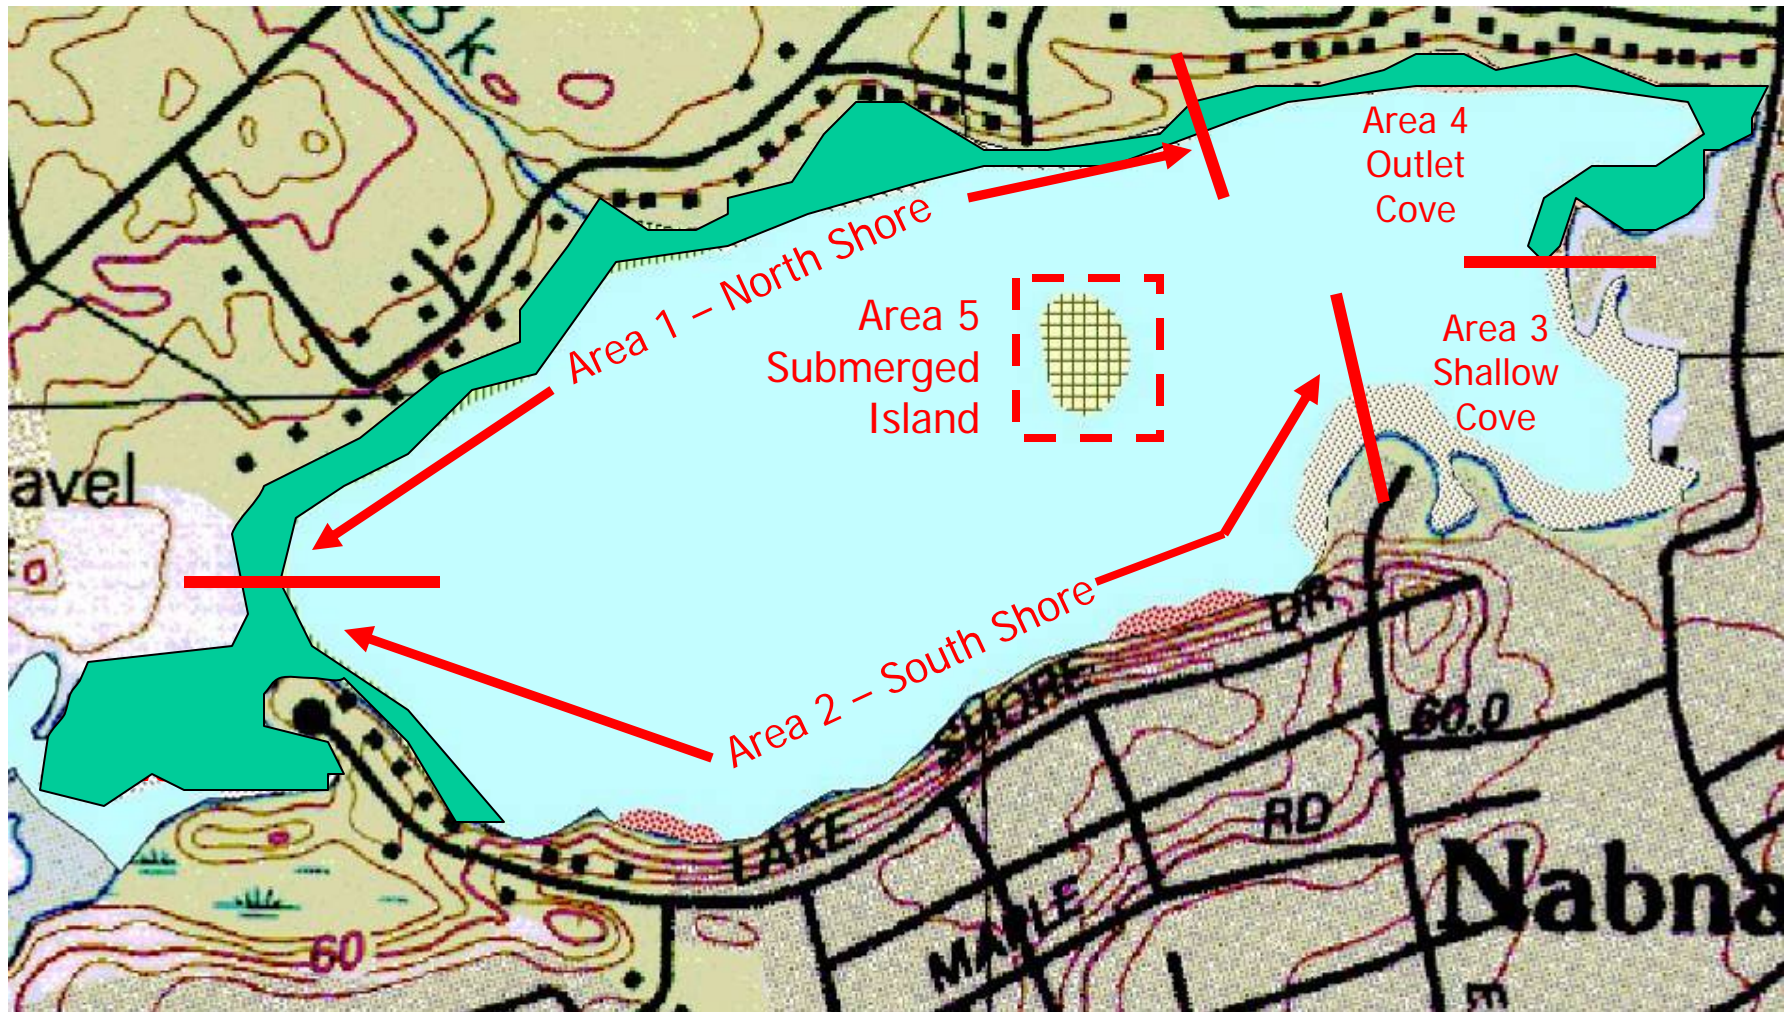 Bk
Area 4
Outlet
Cove
Area 1 – North Shore
Area 5
Submerged
Island
Area 3
Shallow
Cove
avel
Area 2 – South Shore
LAKE SHORE DR
60.0
RD
MAPLE
Nabna
60
E